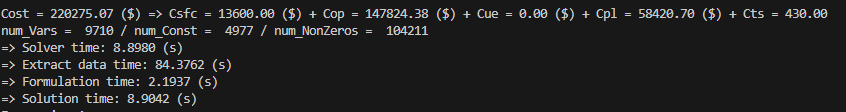 Cost = 220275.07 ($) => Csfc = 13600.00 ($) + Cop = 147824.38 ($) + Cue = 0.00 ($) + Cpl = 58420.70 ($) + Cts = 430.00
num_Vars =  9710 / num_Const =  4977 / num_NonZeros =  104211
=> Solver time: 8.8980 (s)
=> Extract data time: 84.3762 (s)
=> Formulation time: 2.1937 (s)
=> Solution time: 8.9042 (s)